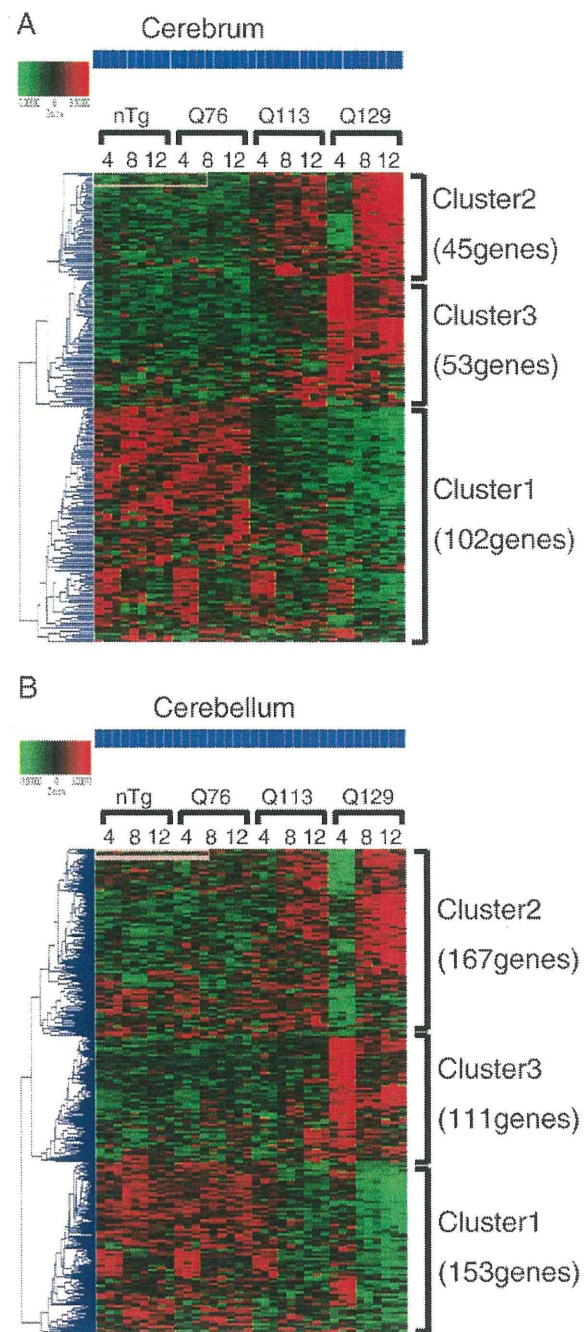 A
Cerebrum
nTg Q76 Q113 Q129
4 8 12 4 8 12 4 8 12 4 8 12
Cluster2
(45genes)
Cluster3
(53genes)
Cluster1
(102genes)
B
Cerebellum
nTg Q76 Q113 Q129
4 8 12 4 8 12 4 8 12 4 8 12
Cluster2
(167genes)
Cluster3
(111genes)
Cluster1
(153genes)